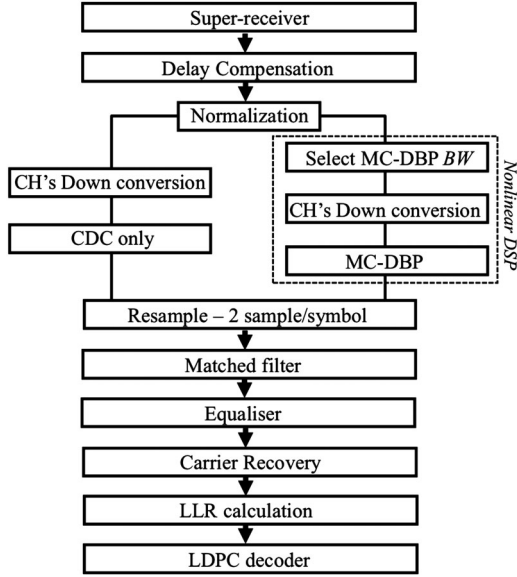 Super-receiver
Delay Compensation
Normalization
CH's Down conversion
CDC only
Select MC-DBP BW
CH's Down conversion
MC-DBP
Nonlinear DSP
Resample – 2 sample/symbol
Matched filter
Equaliser
Carrier Recovery
LLR calculation
LDPC decoder